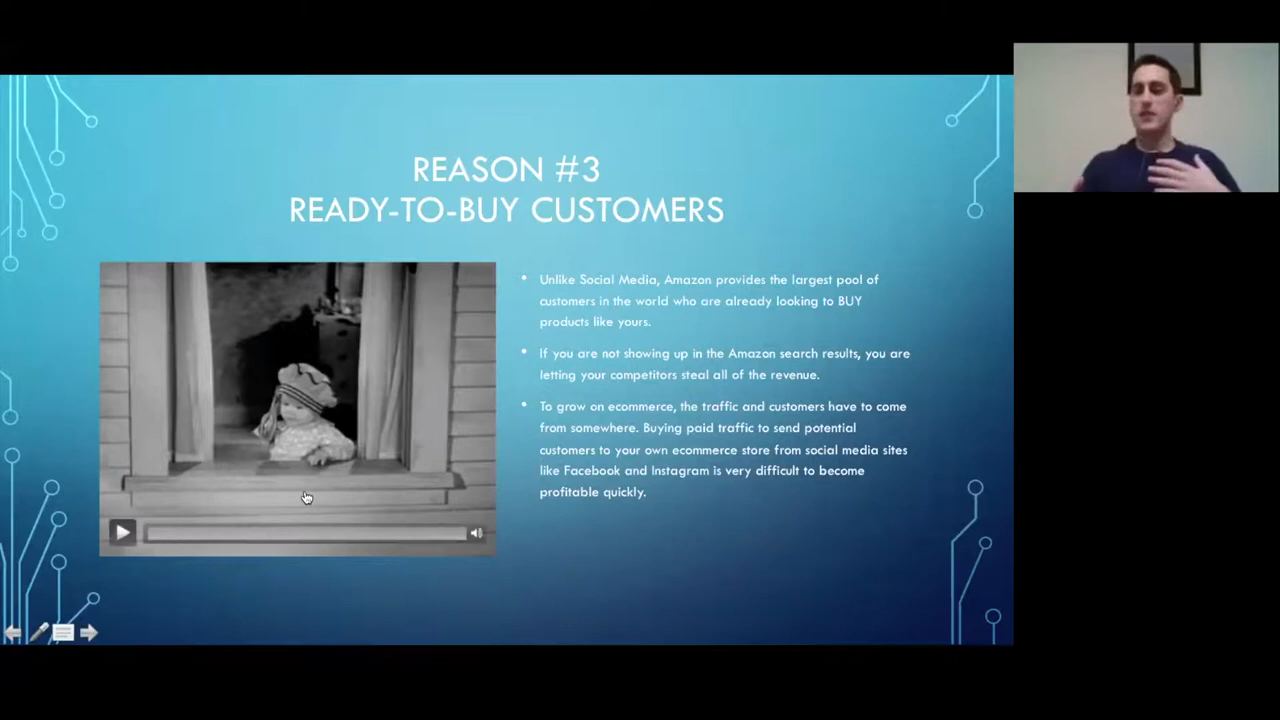 REASON #3
READY-TO-BUY CUSTOMERS
Unlike Social Media, Amazon provides the largest pool of
customers in the world who are already looking to BUY
products like yours.
If you are not showing up in the Amazon search results, you are
letting your competitors steal all of the revenue.
To grow on ecommerce, the traffic and customers have to come
from somewhere. Buying paid traffic to send potential
customers to your own ecommerce store from social media sites
like Facebook and Instagram is very difficult to become
profitable quickly.